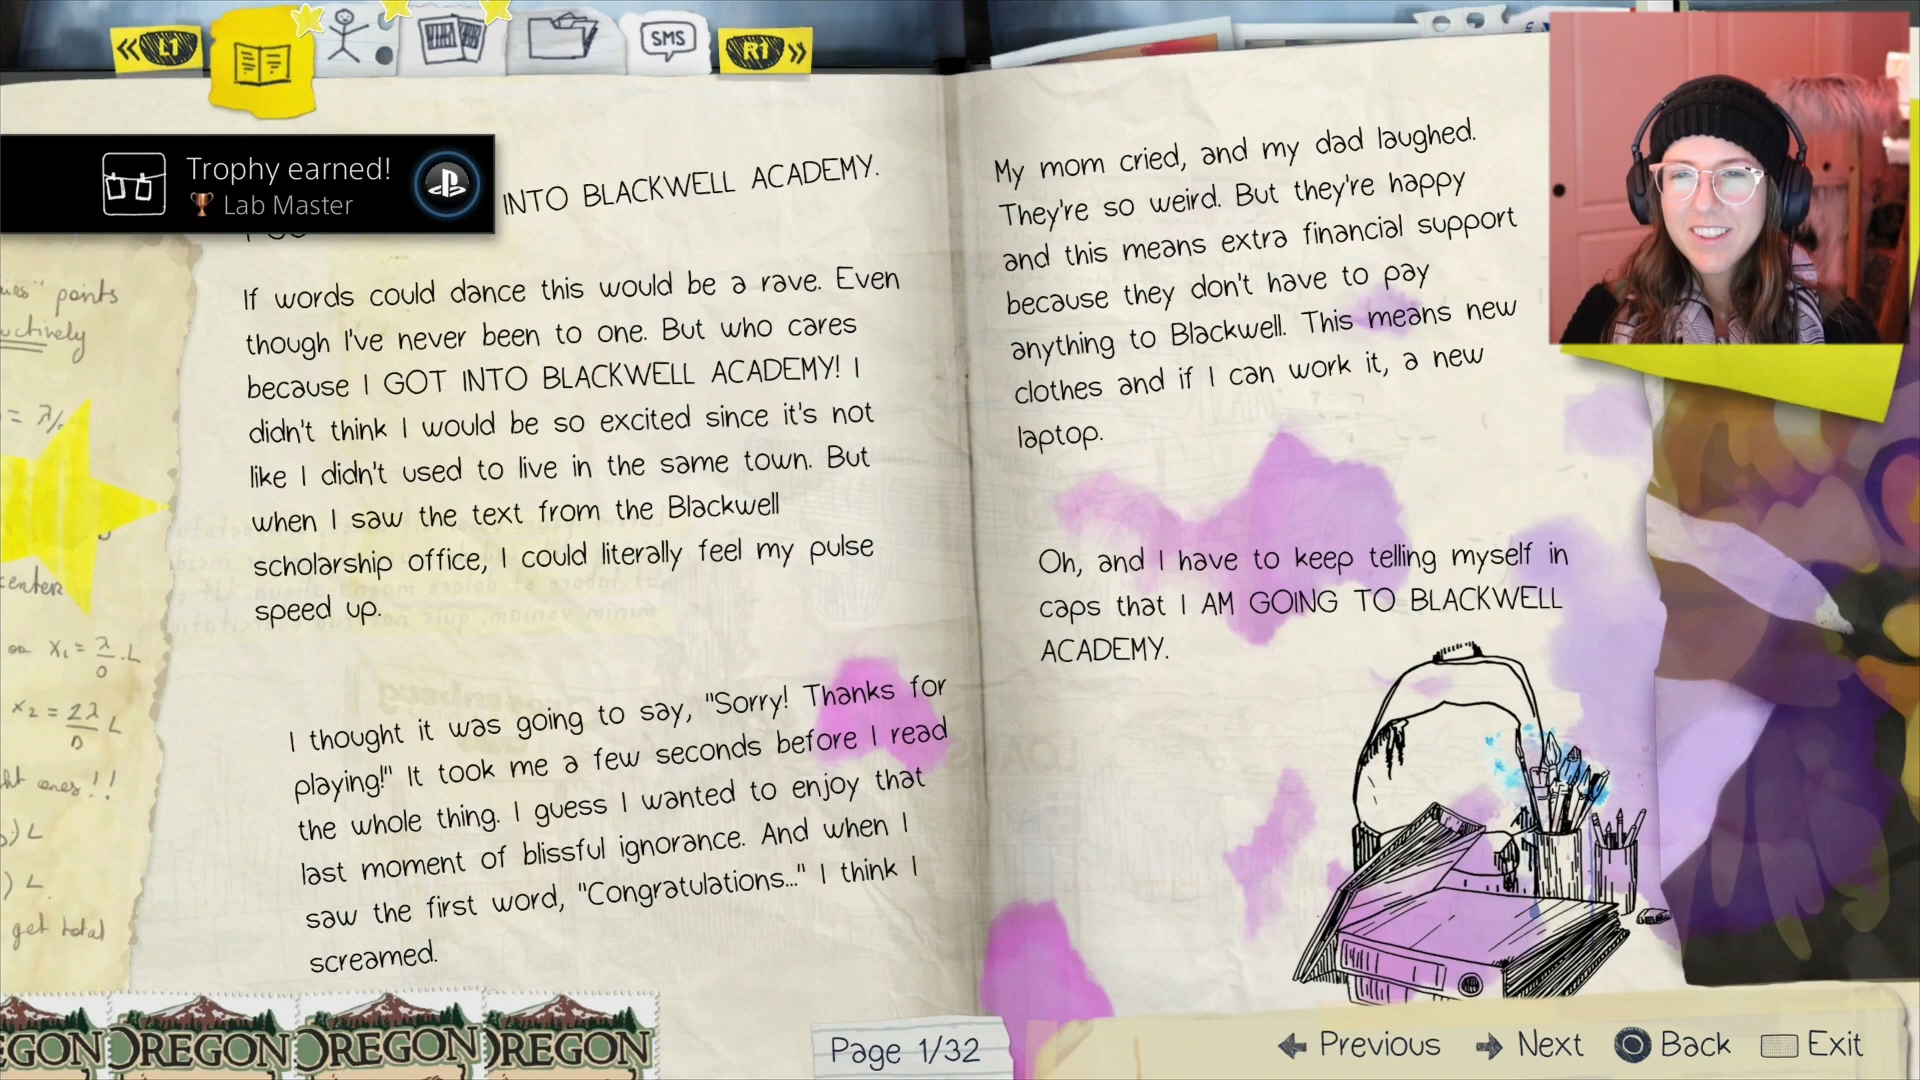 L1
SMS
R1
Trophy earned!
Lab Master
INTO BLACKWELL ACADEMY.
If words could dance this would be a rave. Even
though I've never been to one. But who cares
because I GOT INTO BLACKWELL ACADEMY! I
didn't think I would be so excited since it's not
like I didn't used to live in the same town. But
when I saw the text from the Blackwell
scholarship office, I could literally feel my pulse
speed up.
I thought it was going to say, "Sorry! Thanks for
playing!" It took me a few seconds before I read
the whole thing. I guess I wanted to enjoy that
last moment of blissful ignorance. And when I
saw the first word, "Congratulations..." I think I
screamed.
My mom cried, and my dad laughed.
They're so weird. But they're happy
and this means extra financial support
because they don't have to pay
anything to Blackwell. This means new
clothes and if I can work it, a new
laptop.
Oh, and I have to keep telling myself in
caps that I AM GOING TO BLACKWELL
ACADEMY.
points
center
x₁ = λ/D . L
x₂ = 2λ/D L
ones!!
) L
) L
get total
EGON OREGON OREGON OREGON
Page 1/32
Previous Next Back Exit